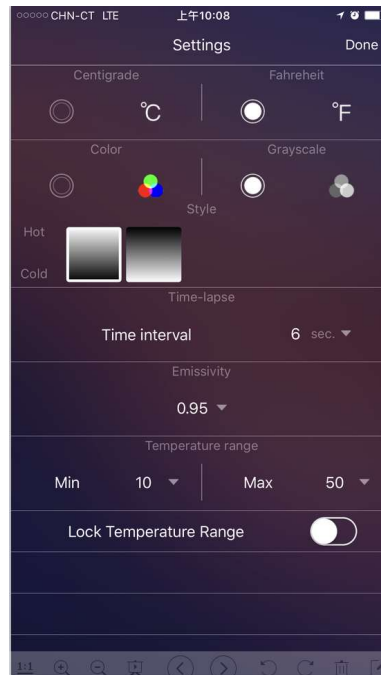 CHN-CT LTE 上午10:08
Settings Done
Centigrade Fahreheit
°C °F
Color Grayscale
Style
Hot
Cold
Time-lapse
Time interval 6 sec.
Emissivity
0.95
Temperature range
Min 10 Max 50
Lock Temperature Range
1:1